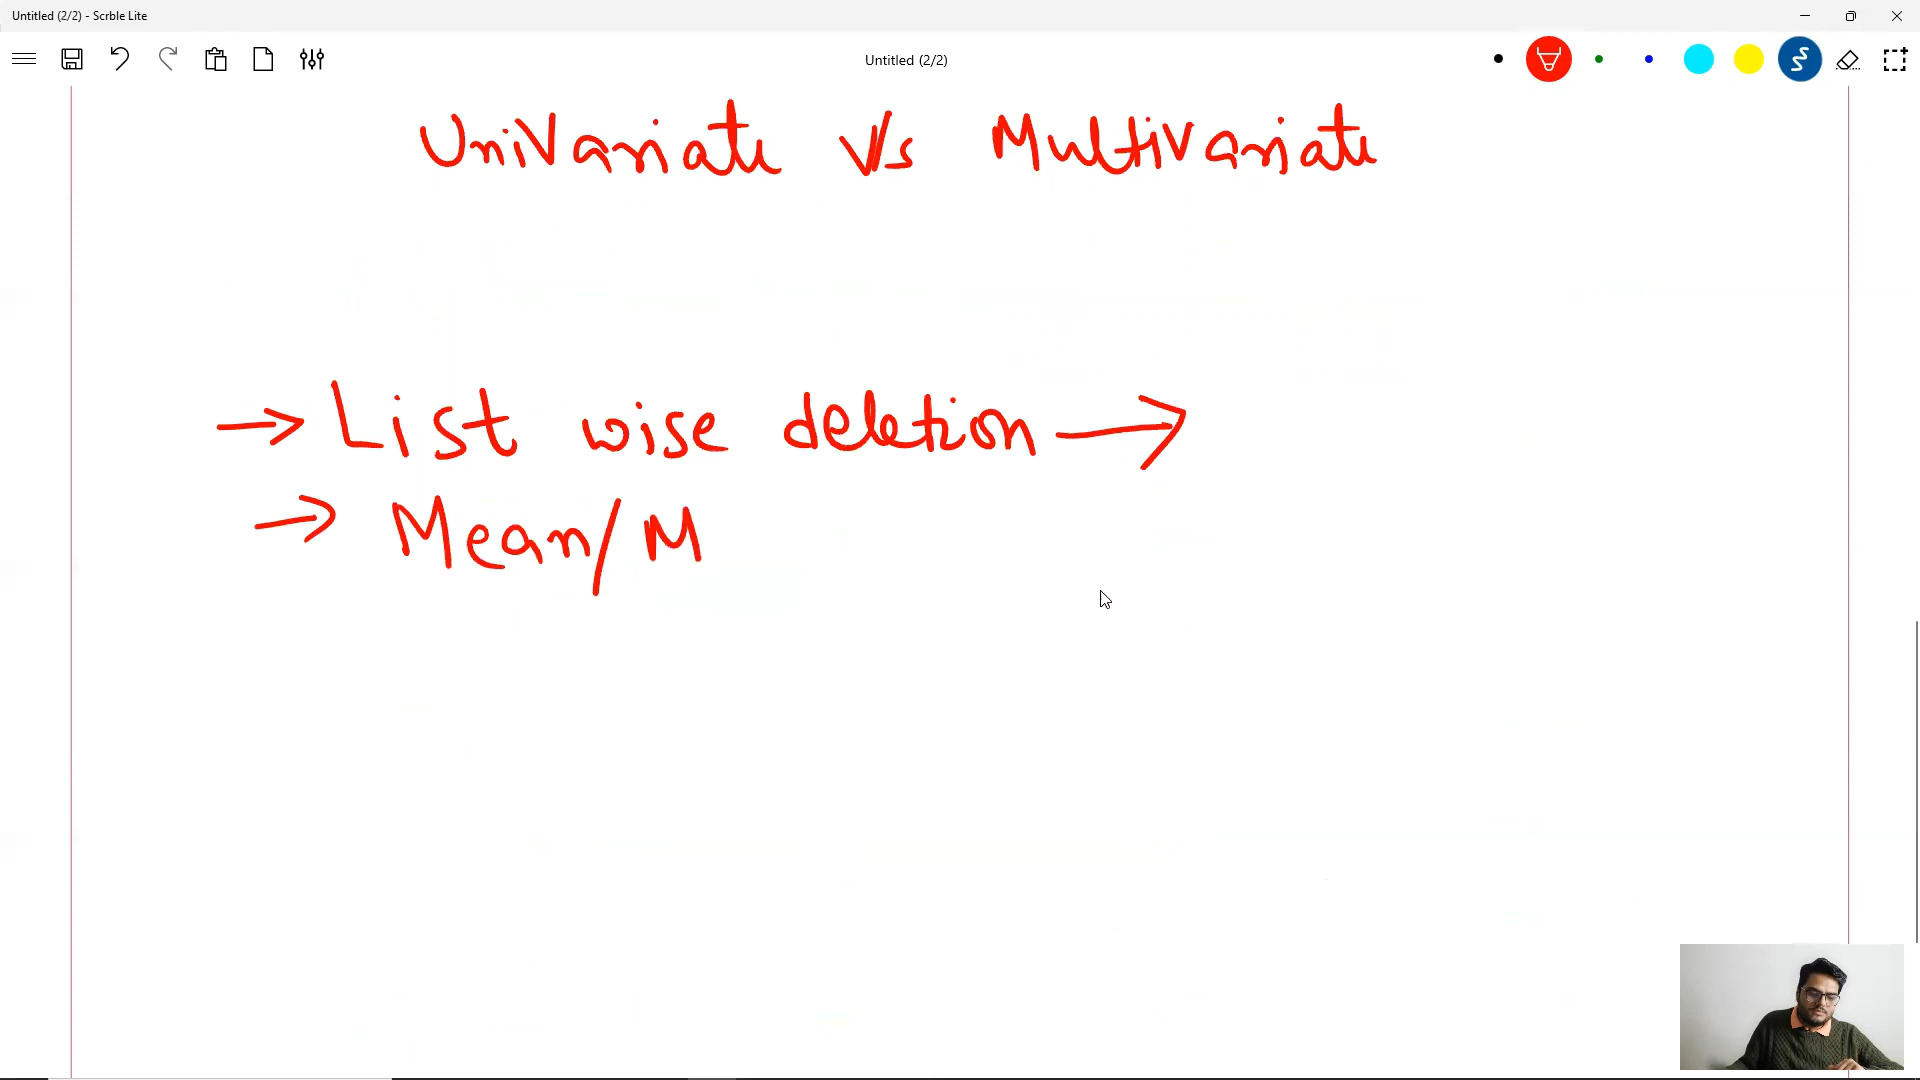 Untitled (2/2) - Scrble Lite
Untitled (2/2)
UniVariate V/s MultiVariate
→ List wise deletion →
→ Mean/M